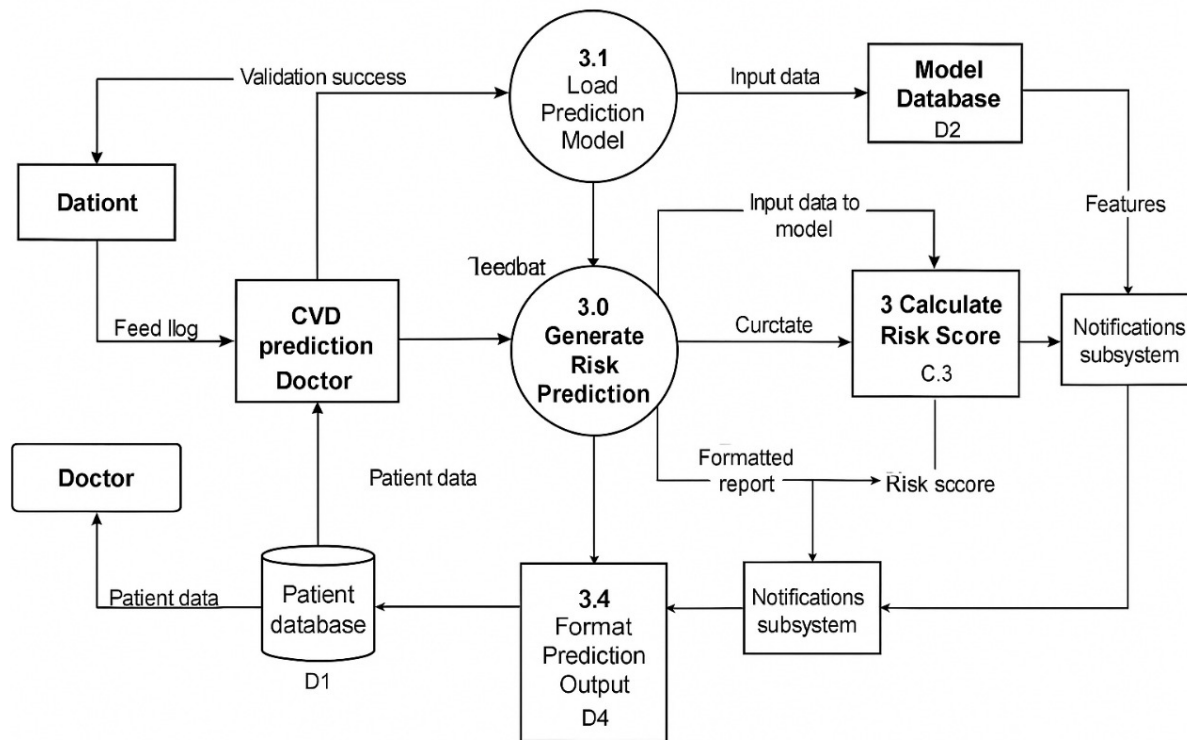 3.1
Load
Prediction
Model
Validation success
Input data
Model
Database
D2
Dationt
Features
Input data to
model
Teedbat
3.0
Generate
Risk
Prediction
Feed llog
CVD
prediction
Doctor
Curctate
3 Calculate
Risk Score
C.3
Notifications
subsystem
Doctor
Patient data
Formatted
report
Risk sccore
Patient data
Patient
database
D1
3.4
Format
Prediction
Output
D4
Notifications
subsystem